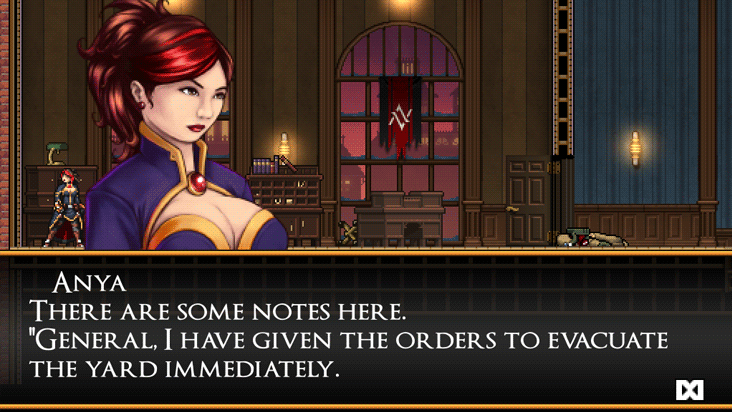 Anya
There are some notes here.
"General, I have given the orders to evacuate
the yard immediately.